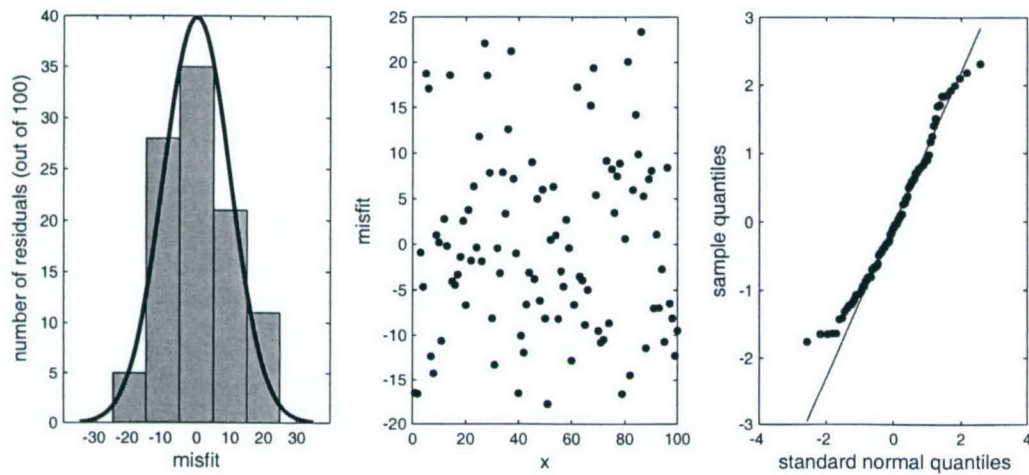 number of residuals (out of 100)
40
35
30
25
20
15
10
5
0
-30 -20 -10 0 10 20 30
misfit
misfit
25
20
15
10
5
0
-5
-10
-15
-20
0 20 40 60 80 100
x
sample quantiles
3
2
1
0
-1
-2
-3
-4 -2 0 2 4
standard normal quantiles